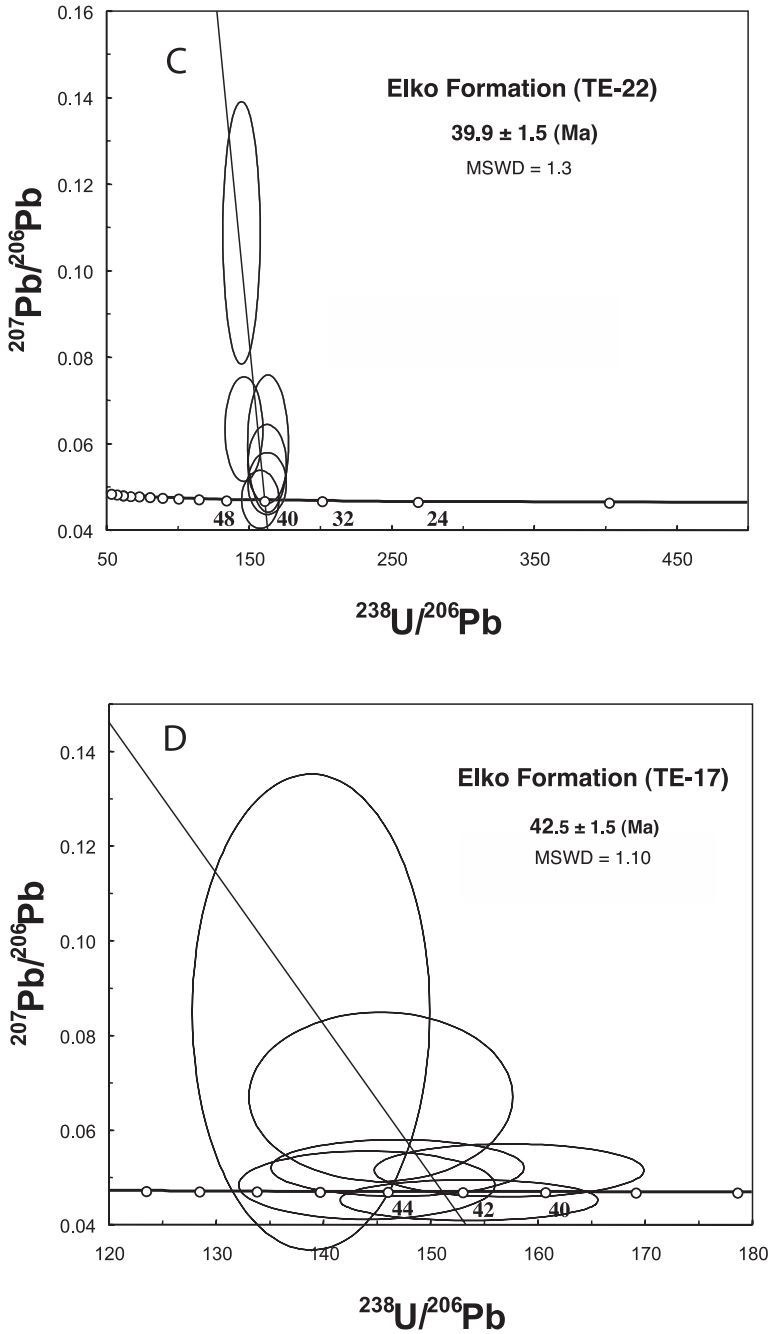 C
Elko Formation (TE-22)
39.9 ± 1.5 (Ma)
MSWD = 1.3
0.16
0.14
0.12
0.10
0.08
0.06
0.04
207Pb/206Pb
48 40 32 24
50 150 250 350 450
238U/206Pb
D
Elko Formation (TE-17)
42.5 ± 1.5 (Ma)
MSWD = 1.10
0.14
0.12
0.10
0.08
0.06
0.04
207Pb/206Pb
44 42 40
120 130 140 150 160 170 180
238U/206Pb